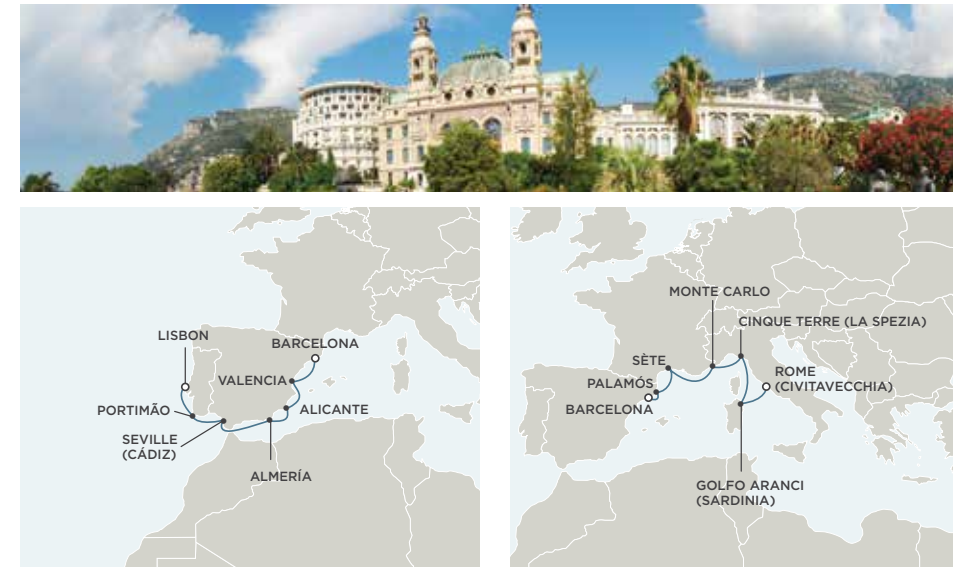 LISBON
BARCELONA
VALENCIA
ALICANTE
PORTIMÃO
SEVILLE
(CÁDIZ)
ALMERÍA
MONTE CARLO
CINQUE TERRE (LA SPEZIA)
SÈTE
ROME
(CIVITAVECCHIA)
PALAMÓS
BARCELONA
GOLFO ARANCI
(SARDINIA)